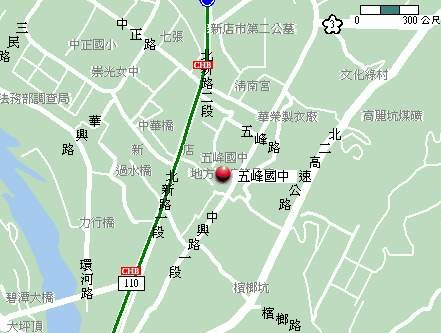 新店市第二公墓
0 300 公尺
3
三民路
中正路
七張
中正國小
北新路二段
CHB
崇光女中
清南宮
文化綠村
法務部調查局
華興路
中華橋
華榮製衣廠
高麗坑煤礦
五峰路
北二高速公路
新店
五峰國中
地方
過水橋
五峰國中
北新路一段
中興路一段
力行橋
環河路
CHB
110
碧潭大橋
大坪頂
檳榔坑
檳榔路